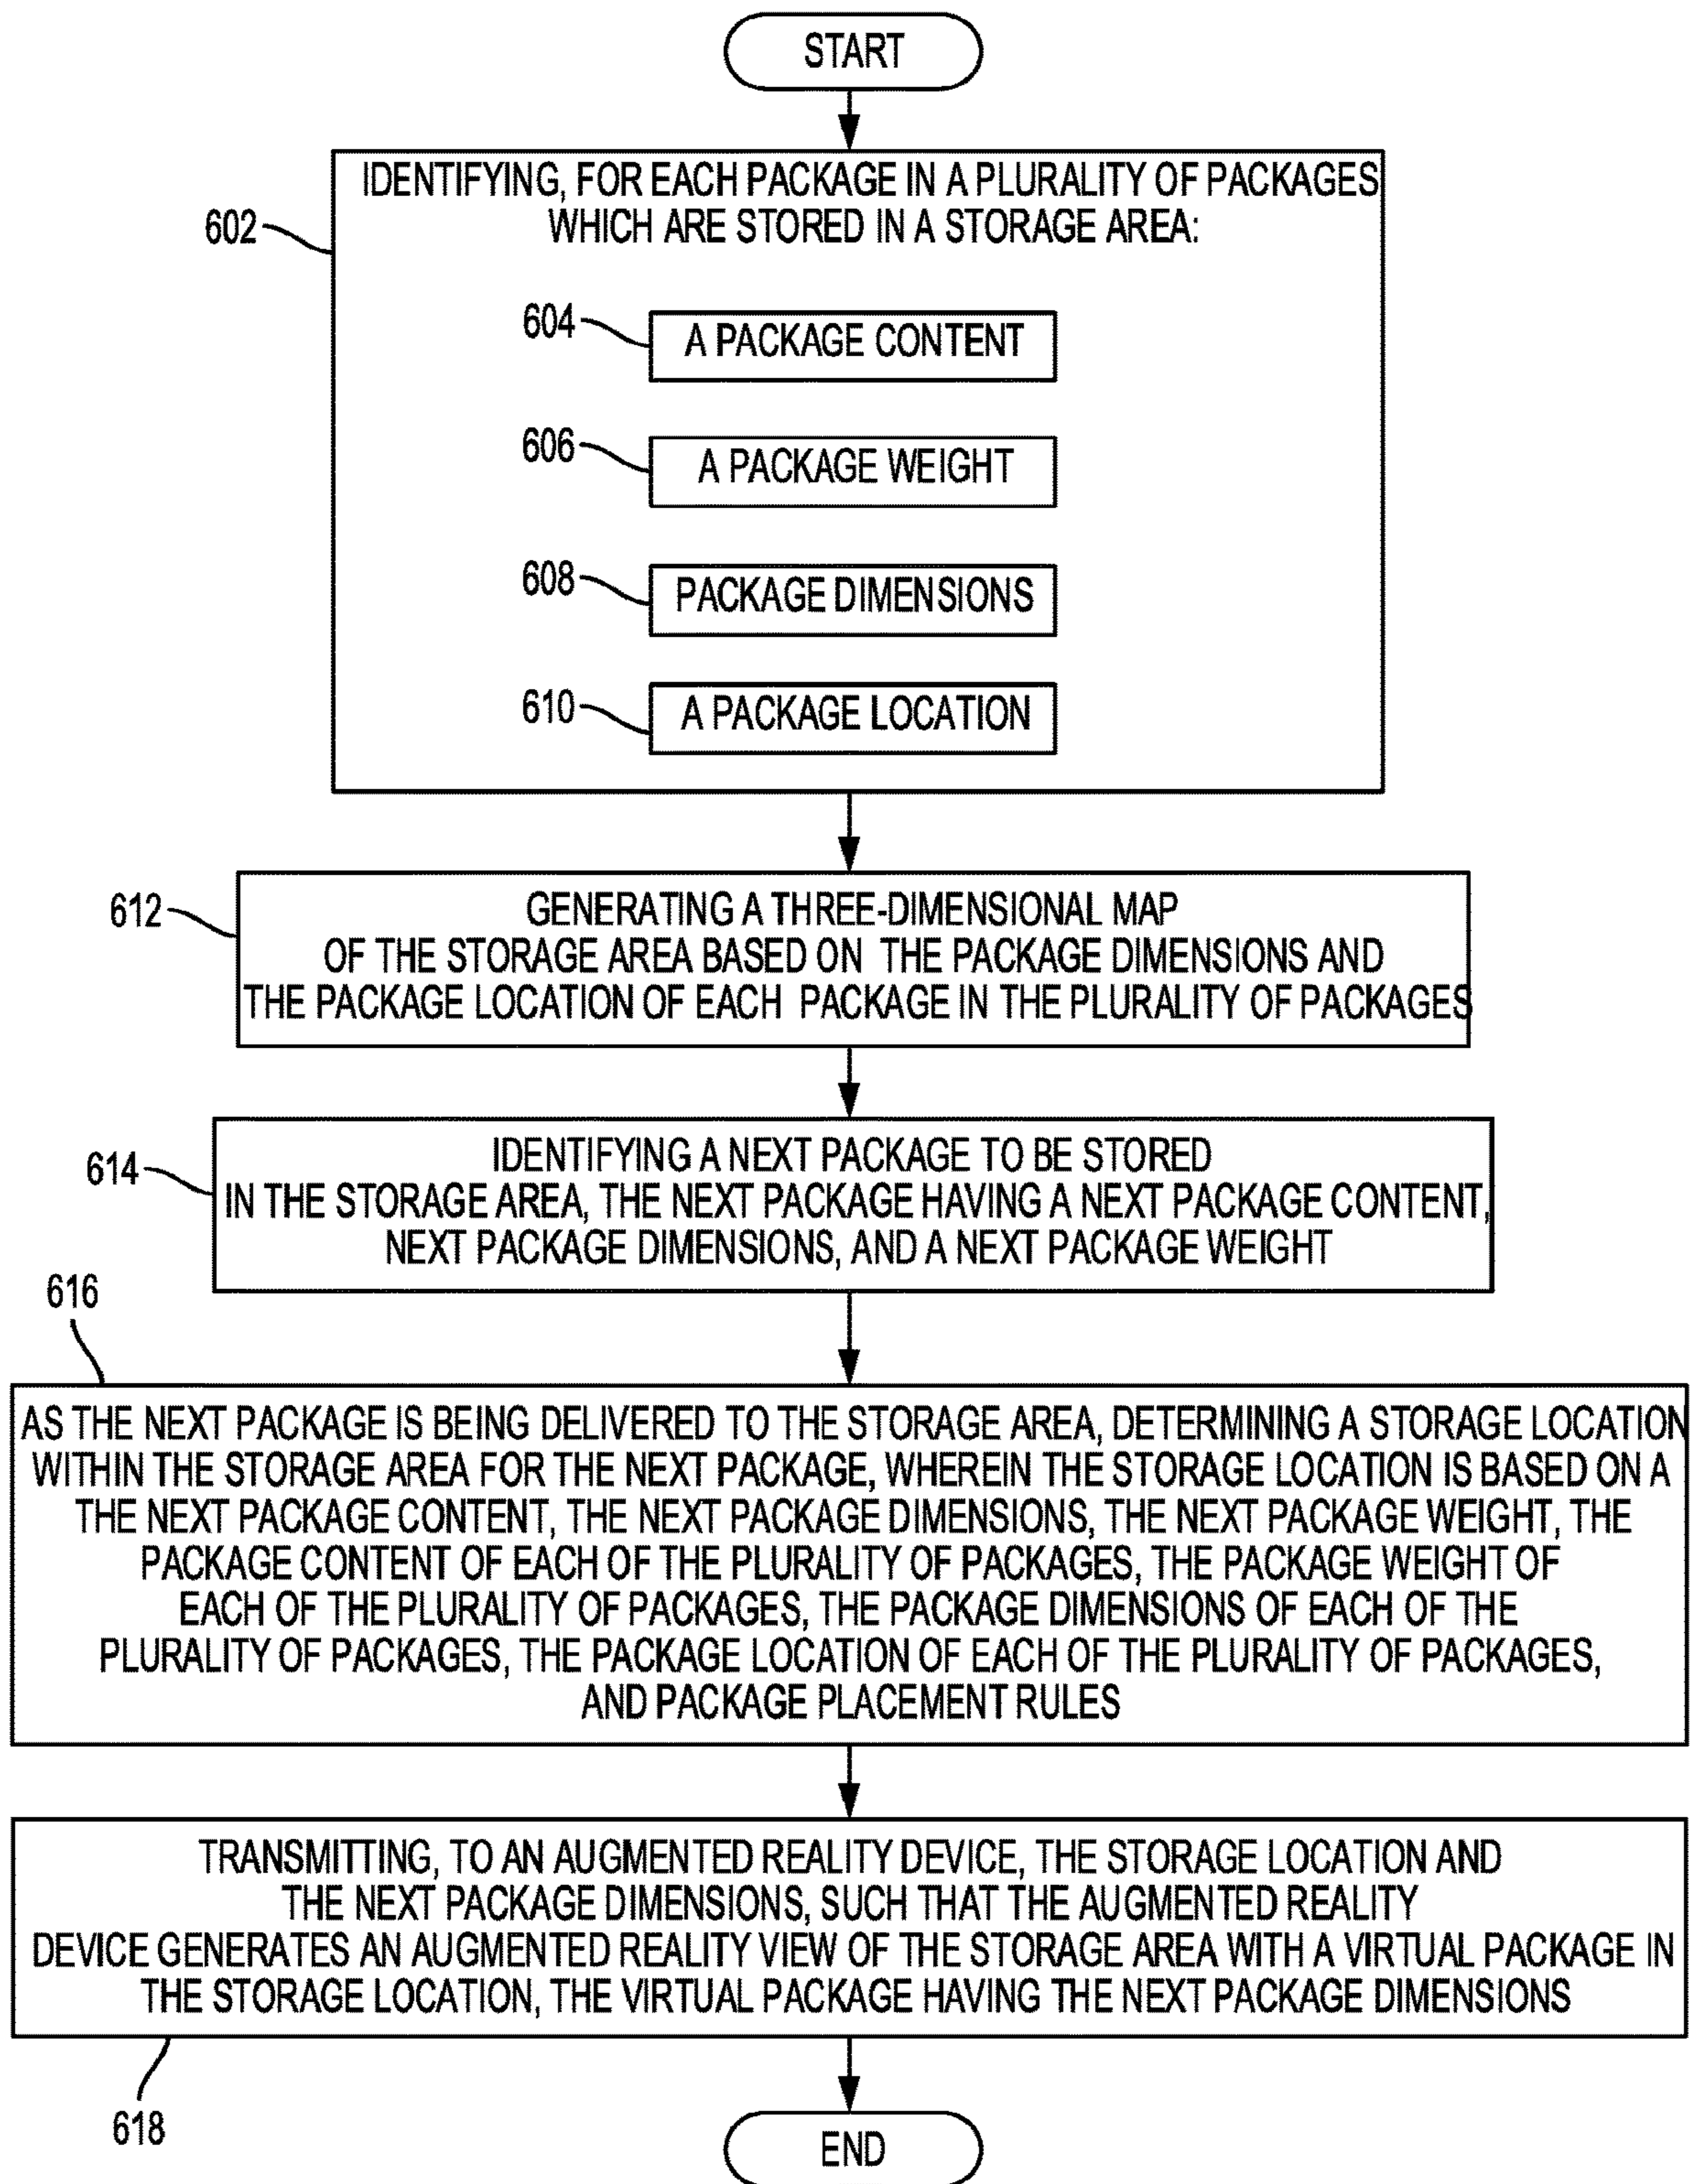 START
IDENTIFYING, FOR EACH PACKAGE IN A PLURALITY OF PACKAGES
WHICH ARE STORED IN A STORAGE AREA:
602
604
A PACKAGE CONTENT
606
A PACKAGE WEIGHT
608
PACKAGE DIMENSIONS
610
A PACKAGE LOCATION
612
GENERATING A THREE-DIMENSIONAL MAP
OF THE STORAGE AREA BASED ON THE PACKAGE DIMENSIONS AND
THE PACKAGE LOCATION OF EACH PACKAGE IN THE PLURALITY OF PACKAGES
614
IDENTIFYING A NEXT PACKAGE TO BE STORED
IN THE STORAGE AREA, THE NEXT PACKAGE HAVING A NEXT PACKAGE CONTENT,
NEXT PACKAGE DIMENSIONS, AND A NEXT PACKAGE WEIGHT
616
AS THE NEXT PACKAGE IS BEING DELIVERED TO THE STORAGE AREA, DETERMINING A STORAGE LOCATION
WITHIN THE STORAGE AREA FOR THE NEXT PACKAGE, WHEREIN THE STORAGE LOCATION IS BASED ON A
THE NEXT PACKAGE CONTENT, THE NEXT PACKAGE DIMENSIONS, THE NEXT PACKAGE WEIGHT, THE
PACKAGE CONTENT OF EACH OF THE PLURALITY OF PACKAGES, THE PACKAGE WEIGHT OF
EACH OF THE PLURALITY OF PACKAGES, THE PACKAGE DIMENSIONS OF EACH OF THE
PLURALITY OF PACKAGES, THE PACKAGE LOCATION OF EACH OF THE PLURALITY OF PACKAGES,
AND PACKAGE PLACEMENT RULES
TRANSMITTING, TO AN AUGMENTED REALITY DEVICE, THE STORAGE LOCATION AND
THE NEXT PACKAGE DIMENSIONS, SUCH THAT THE AUGMENTED REALITY
DEVICE GENERATES AN AUGMENTED REALITY VIEW OF THE STORAGE AREA WITH A VIRTUAL PACKAGE IN
THE STORAGE LOCATION, THE VIRTUAL PACKAGE HAVING THE NEXT PACKAGE DIMENSIONS
618
END